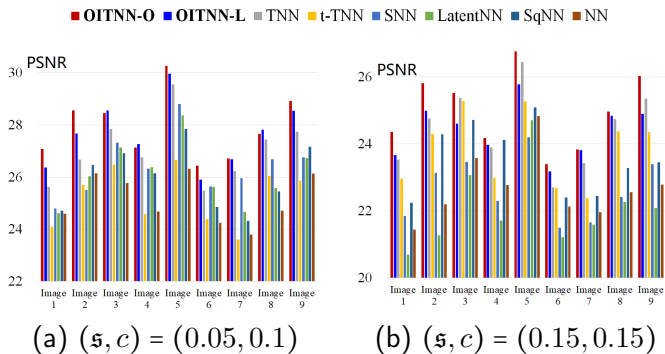 OITNN-O OITNN-L TNN t-TNN SNN LatentNN SqNN NN
PSNR
30
28
26
24
22
Image 1 Image 2 Image 3 Image 4 Image 5 Image 6 Image 7 Image 8 Image 9
(a) (𝔰, c) = (0.05, 0.1)
PSNR
26
24
22
20
Image 1 Image 2 Image 3 Image 4 Image 5 Image 6 Image 7 Image 8 Image 9
(b) (𝔰, c) = (0.15, 0.15)